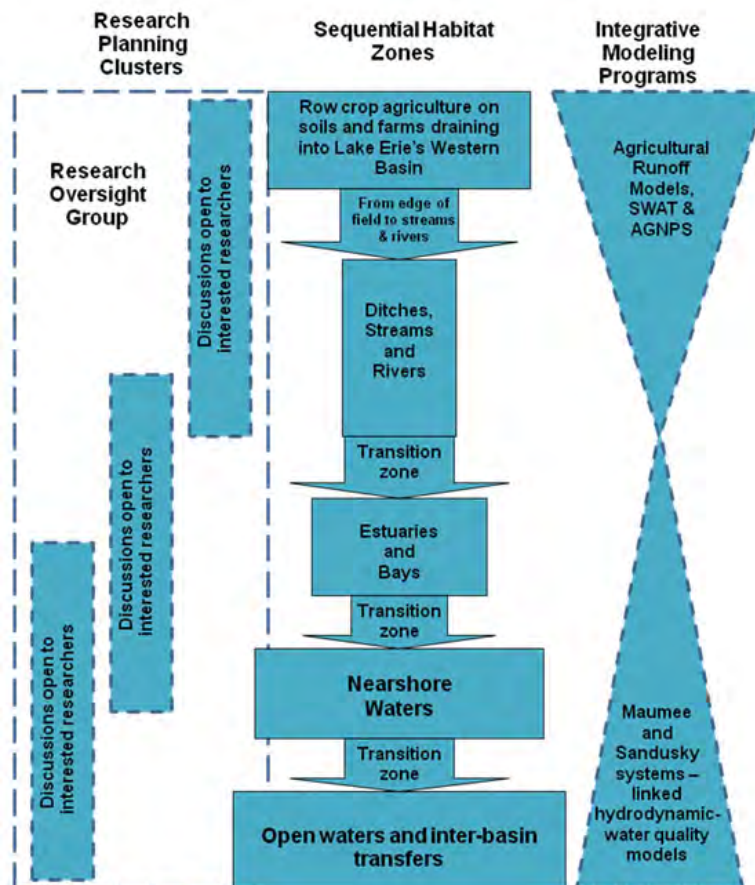 Research
Planning
Clusters
Sequential Habitat
Zones
Integrative
Modeling
Programs
Research
Oversight
Group
Discussions open to
interested researchers
Discussions open to
interested researchers
Discussions open to
interested researchers
Row crop agriculture on
soils and farms draining
into Lake Erie's Western
Basin
From edge of
field to streams
& rivers
Ditches,
Streams
and
Rivers
Transition
zone
Estuaries
and
Bays
Transition
zone
Nearshore
Waters
Transition
zone
Open waters and inter-basin
transfers
Agricultural
Runoff
Models,
SWAT &
AGNPS
Maumee
and
Sandusky
systems –
linked
hydrodynamic-
water quality
models